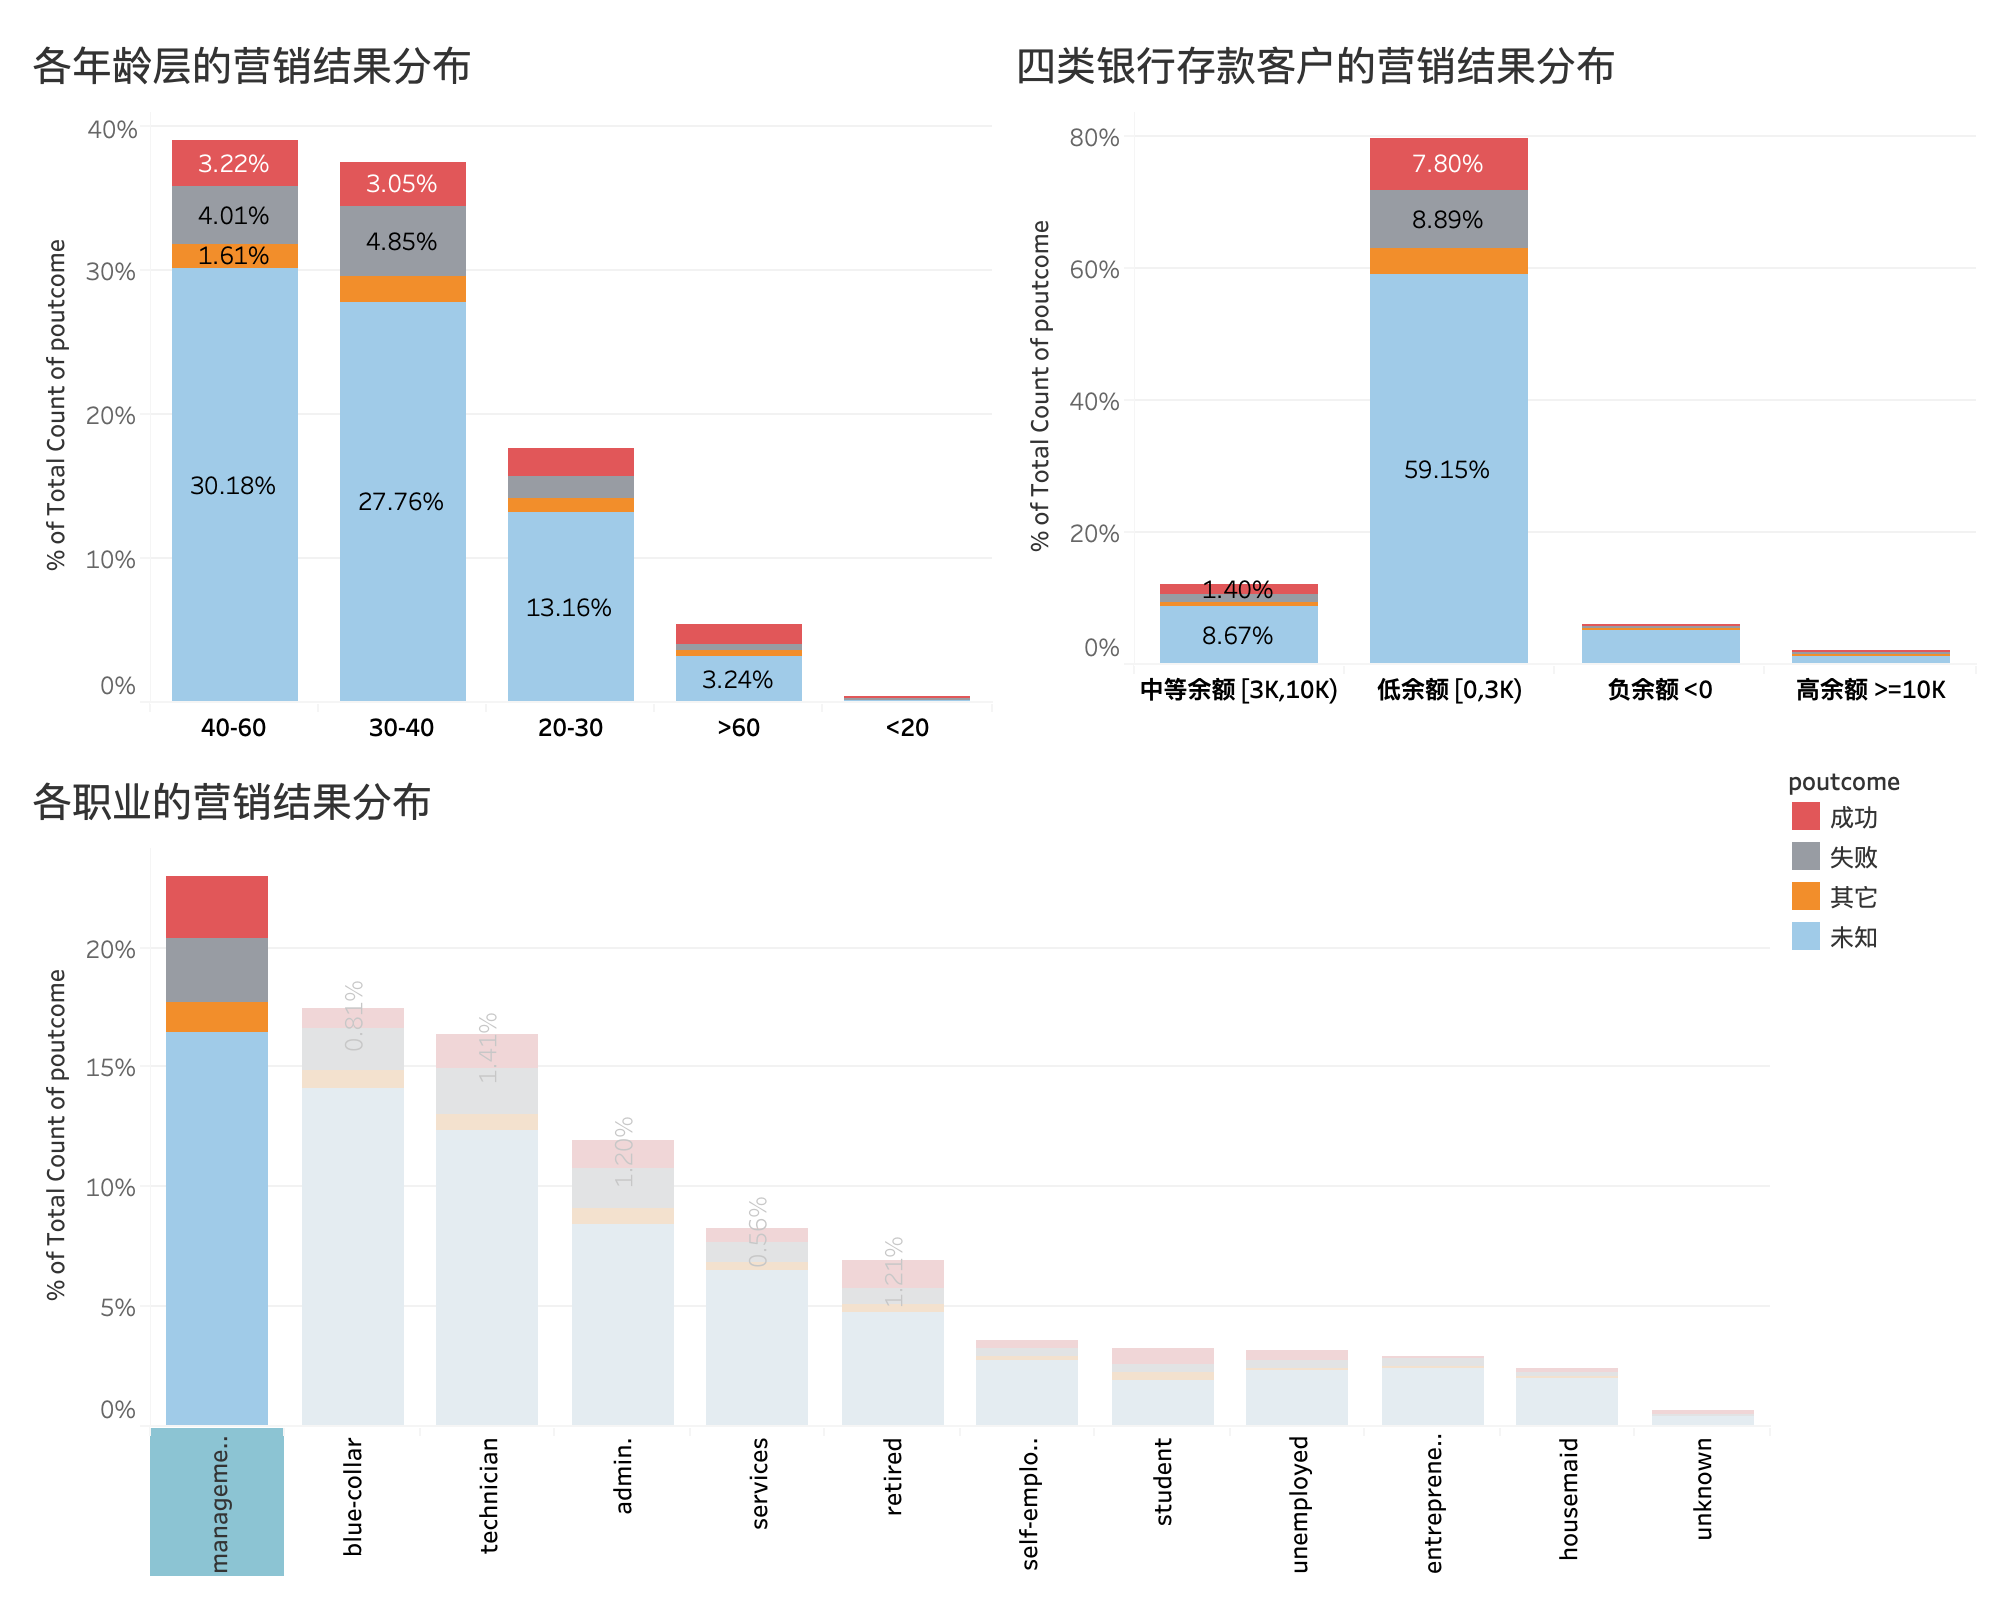 各年龄层的营销结果分布
% of Total Count of poutcome
40%
30%
20%
10%
0%
3.22%
4.01%
1.61%
30.18%
3.05%
4.85%
27.76%
13.16%
3.24%
40-60
30-40
20-30
>60
<20
四类银行存款客户的营销结果分布
% of Total Count of poutcome
80%
60%
40%
20%
0%
1.40%
8.67%
7.80%
8.89%
59.15%
中等余额 [3K,10K)
低余额 [0,3K)
负余额 <0
高余额 >=10K
各职业的营销结果分布
% of Total Count of poutcome
20%
15%
10%
5%
0%
0.81%
1.41%
1.20%
0.56%
1.21%
manageme..
blue-collar
technician
admin.
services
retired
self-emplo..
student
unemployed
entreprene..
housemaid
unknown
poutcome
成功
失败
其它
未知